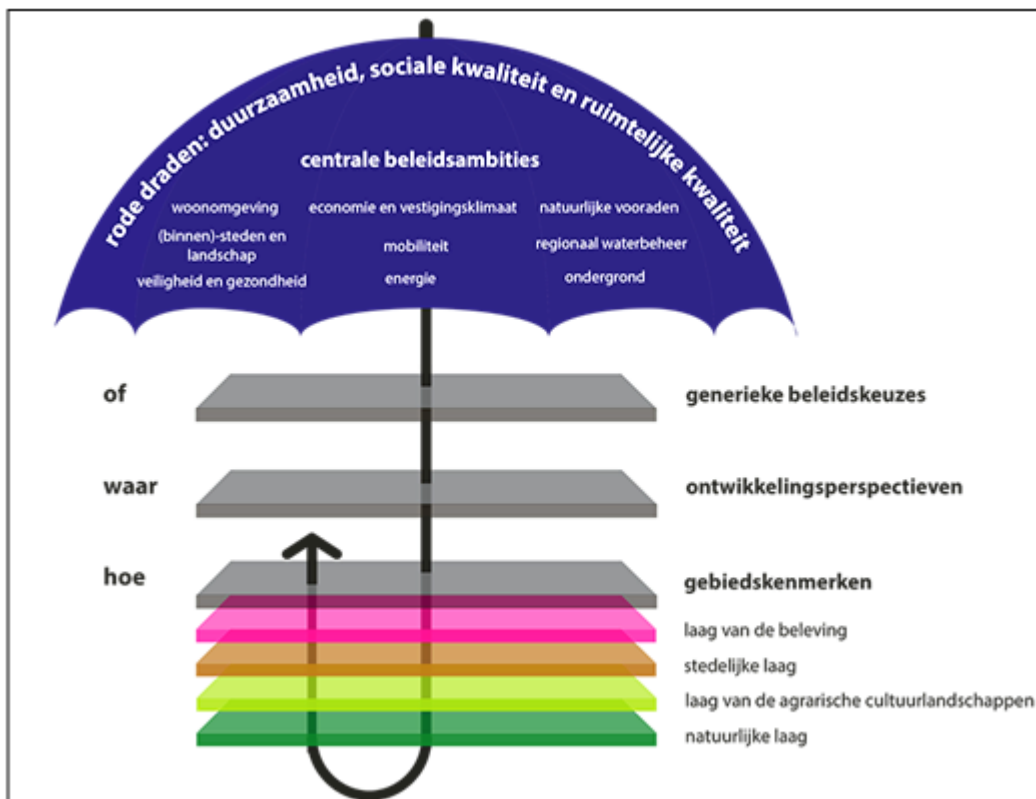 rode draden: duurzaamheid, sociale kwaliteit en ruimtelijke kwaliteit
centrale beleidsambities
woonomgeving
economie en vestigingsklimaat
natuurlijke vooraden
(binnen)-steden en
landschap
mobiliteit
regionaal waterbeheer
veiligheid en gezondheid
energie
ondergrond
of
generieke beleidskeuzes
waar
ontwikkelingsperspectieven
hoe
gebiedskenmerken
laag van de beleving
stedelijke laag
laag van de agrarische cultuurlandschappen
natuurlijke laag